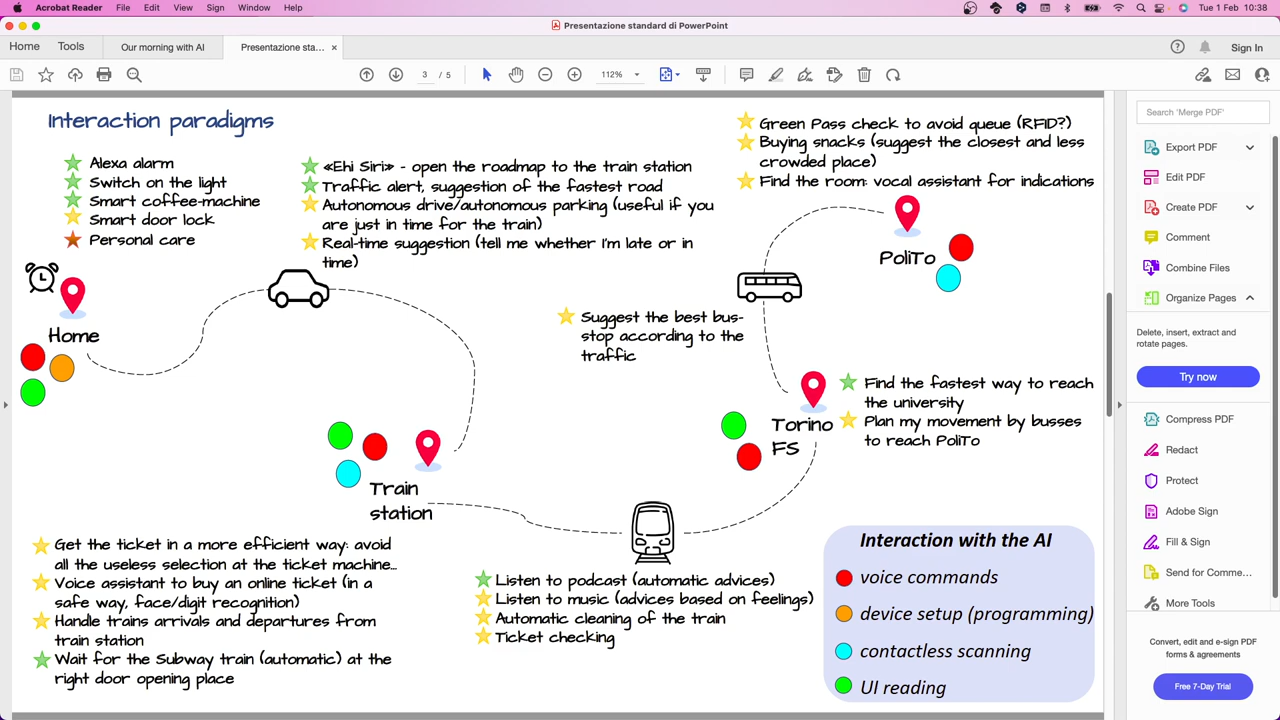 Acrobat Reader File Edit View Sign Window Help
Tue 1 Feb 10:38
Presentazione standard di PowerPoint
Home Tools Our morning with AI Presentazione sta... × Sign In
3 / 5 112%
Interaction paradigms
Alexa alarm
Switch on the light
Smart coffee-machine
Smart door lock
Personal care
«Ehi Siri» - open the roadmap to the train station
Traffic alert, suggestion of the fastest road
Autonomous drive/autonomous parking (useful if you
are just in time for the train)
Real-time suggestion (tell me whether I'm late or in
time)
Green Pass check to avoid queue (RFiD?)
Buying snacks (suggest the closest and less
crowded place)
Find the room: vocal assistant for indications
PoliTo
Home
Suggest the best bus-
stop according to the
traffic
Find the fastest way to reach
the university
Plan my movement by busses
to reach PoliTo
Torino
FS
Train
station
Get the ticket in a more efficient way: avoid
all the useless selection at the ticket machine...
Voice assistant to buy an online ticket (in a
safe way, face/digit recognition)
Handle trains arrivals and departures from
train station
Wait for the Subway train (automatic) at the
right door opening place
Listen to podcast (automatic advices)
Listen to music (advices based on feelings)
Automatic cleaning of the train
Ticket checking
Interaction with the AI
voice commands
device setup (programming)
contactless scanning
UI reading
Search 'Merge PDF'
Export PDF
Edit PDF
Create PDF
Comment
Combine Files
Organize Pages
Delete, insert, extract and
rotate pages.
Try now
Compress PDF
Redact
Protect
Adobe Sign
Fill & Sign
Send for Comme...
More Tools
Convert, edit and e-sign PDF
forms & agreements
Free 7-Day Trial